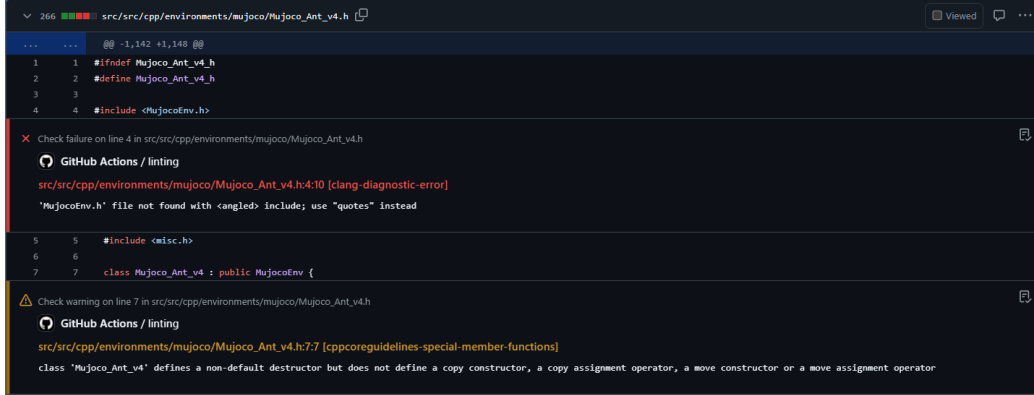 266 src/src/cpp/environments/mujoco/Mujoco_Ant_v4.h Viewed ...
... ... @@ -1,142 +1,148 @@
1 1 #ifndef Mujoco_Ant_v4_h
2 2 #define Mujoco_Ant_v4_h
3 3
4 4 #include <MujocoEnv.h>
Check failure on line 4 in src/src/cpp/environments/mujoco/Mujoco_Ant_v4.h
GitHub Actions / linting
src/src/cpp/environments/mujoco/Mujoco_Ant_v4.h:4:10 [clang-diagnostic-error]
'MujocoEnv.h' file not found with <angled> include; use "quotes" instead
5 5 #include <misc.h>
6 6
7 7 class Mujoco_Ant_v4 : public MujocoEnv {
Check warning on line 7 in src/src/cpp/environments/mujoco/Mujoco_Ant_v4.h
GitHub Actions / linting
src/src/cpp/environments/mujoco/Mujoco_Ant_v4.h:7:7 [cppcoreguidelines-special-member-functions]
class 'Mujoco_Ant_v4' defines a non-default destructor but does not define a copy constructor, a copy assignment operator, a move constructor or a move assignment operator